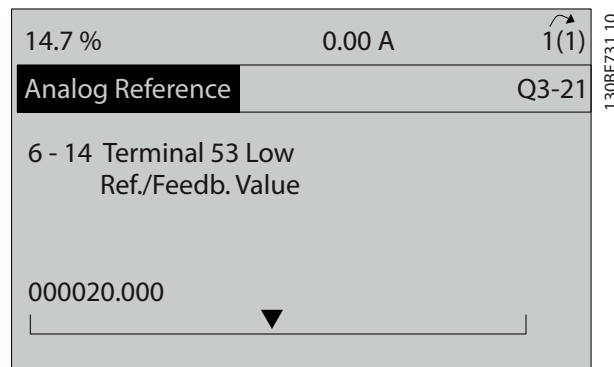 14.7 % 0.00 A 1(1)
Analog Reference Q3-21
6 - 14 Terminal 53 Low
Ref./Feedb. Value
000020.000
130BF731.10